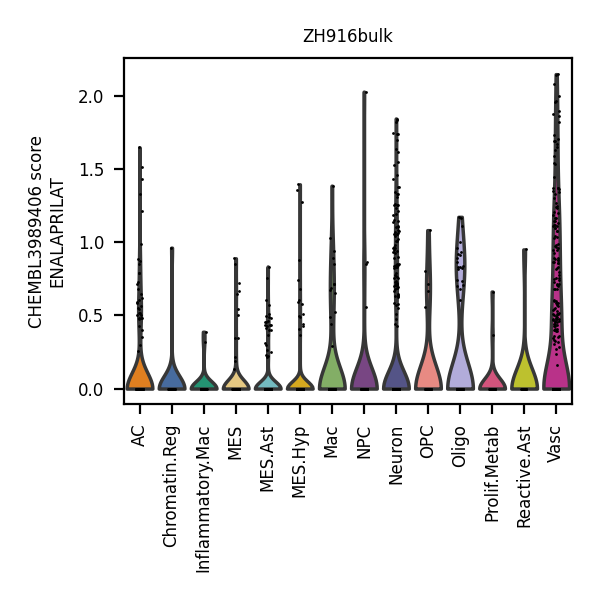 ZH916bulk
CHEMBL3989406 score
ENALAPRILAT
2.0
1.5
1.0
0.5
0.0
AC
Chromatin.Reg
Inflammatory.Mac
MES
MES.Ast
MES.Hyp
Mac
NPC
Neuron
OPC
Oligo
Prolif.Metab
Reactive.Ast
Vasc